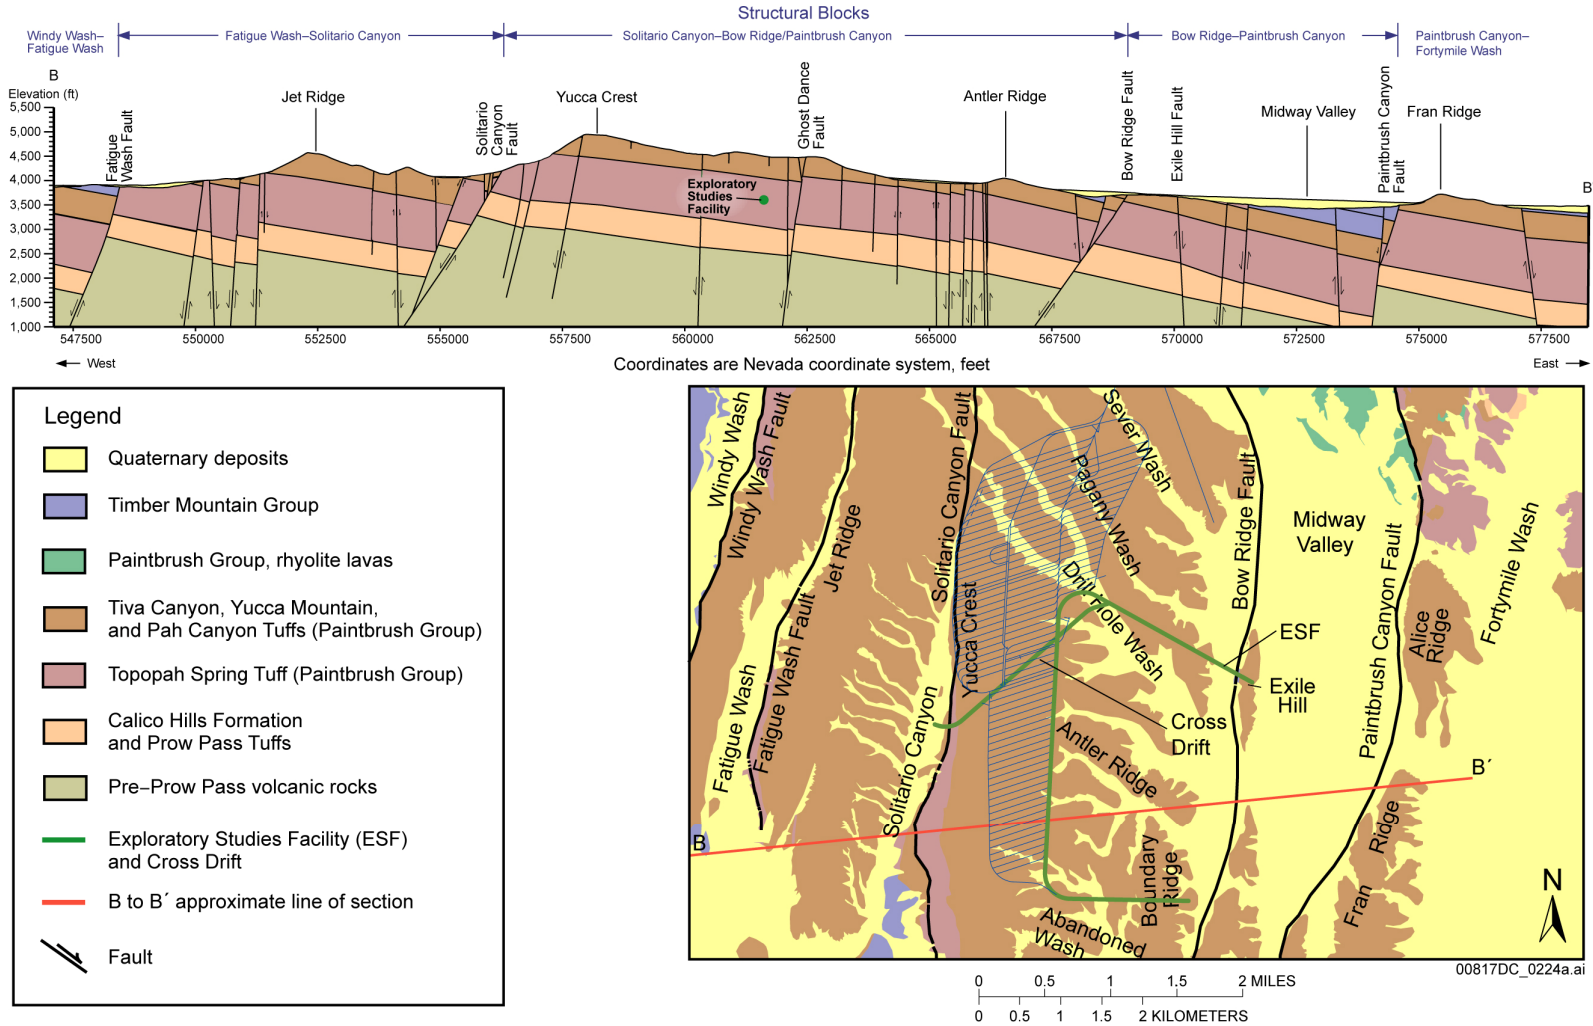 Structural Blocks
Windy Wash–
Fatigue Wash
Fatigue Wash–Solitario Canyon
Solitario Canyon–Bow Ridge/Paintbrush Canyon
Bow Ridge–Paintbrush Canyon
Paintbrush Canyon–
Fortymile Wash
B
Elevation (ft)
5,500
5,000
4,500
4,000
3,500
3,000
2,500
2,000
1,500
1,000
Fatigue
Wash Fault
Jet Ridge
Solitario
Canyon
Fault
Yucca Crest
Ghost Dance
Fault
Antler Ridge
Bow Ridge Fault
Exile Hill Fault
Midway Valley
Paintbrush Canyon
Fault
Fran Ridge
B
Exploratory
Studies
Facility
547500
550000
552500
555000
557500
560000
562500
565000
567500
570000
572500
575000
577500
West
Coordinates are Nevada coordinate system, feet
East
Legend
Quaternary deposits
Timber Mountain Group
Paintbrush Group, rhyolite lavas
Tiva Canyon, Yucca Mountain,
and Pah Canyon Tuffs (Paintbrush Group)
Topopah Spring Tuff (Paintbrush Group)
Calico Hills Formation
and Prow Pass Tuffs
Pre–Prow Pass volcanic rocks
Exploratory Studies Facility (ESF)
and Cross Drift
B to B´ approximate line of section
Fault
Windy Wash
Windy Wash Fault
Jet Ridge
Fatigue Wash
Fatigue Wash Fault
Solitario Canyon Fault
Yucca Crest
Solitario Canyon
Sever Wash
Pagany Wash
Drill Hole Wash
Bow Ridge Fault
Midway
Valley
Paintbrush Canyon Fault
Alice
Ridge
Fortymile Wash
ESF
Exile
Hill
Cross
Drift
Antler Ridge
B´
B
Boundary
Ridge
Fran
Ridge
Abandoned
Wash
N
00817DC_0224a.ai
0
0.5
1
1.5
2 MILES
0
0.5
1
1.5
2 KILOMETERS